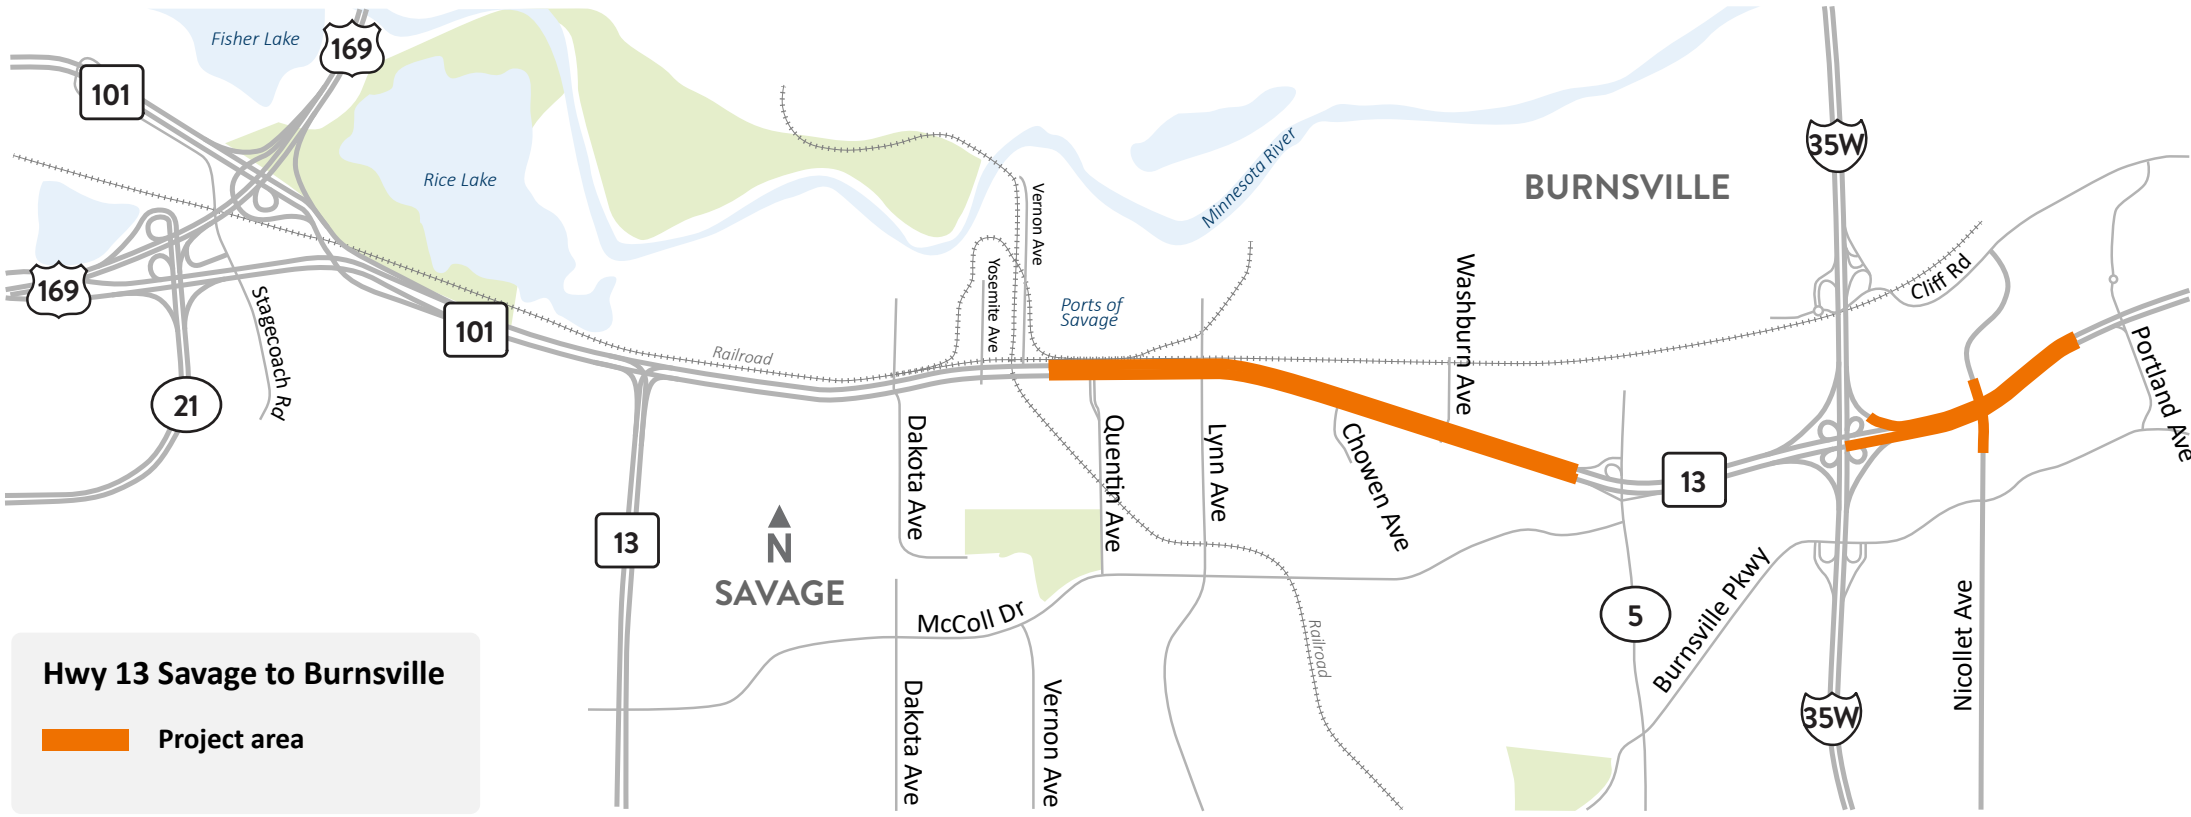 Fisher Lake
169
101
Rice Lake
Minnesota River
BURNSVILLE
35W
Vernon Ave
Yosemite Ave
Ports of
Savage
Washburn Ave
Cliff Rd
169
Stagecoach Rd
101
Railroad
21
Portland Ave
Dakota Ave
Quentin Ave
Lynn Ave
Chowen Ave
13
13
N
SAVAGE
McColl Dr
5
Burnsville Pkwy
Nicollet Ave
Railroad
35W
Dakota Ave
Vernon Ave
Hwy 13 Savage to Burnsville
Project area